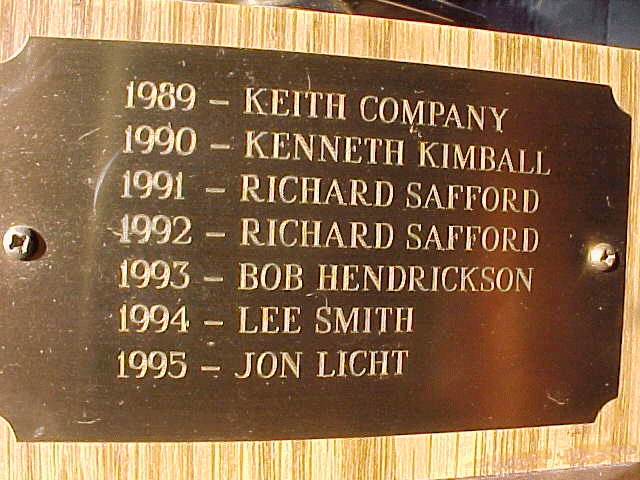 1989 – KEITH COMPANY
1990 – KENNETH KIMBALL
1991 – RICHARD SAFFORD
1992 – RICHARD SAFFORD
1993 – BOB HENDRICKSON
1994 – LEE SMITH
1995 – JON LICHT